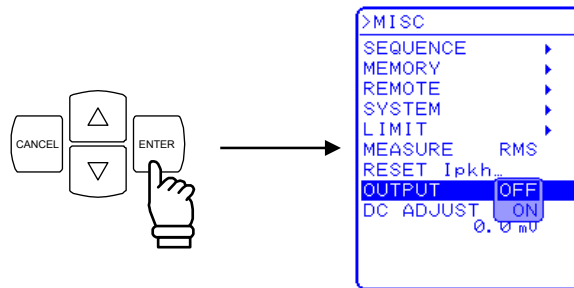 CANCEL
ENTER
>MISC
SEQUENCE
MEMORY
REMOTE
SYSTEM
LIMIT
MEASURE RMS
RESET Ipkh…
OUTPUT OFF
DC ADJUST ON
0.0 mV